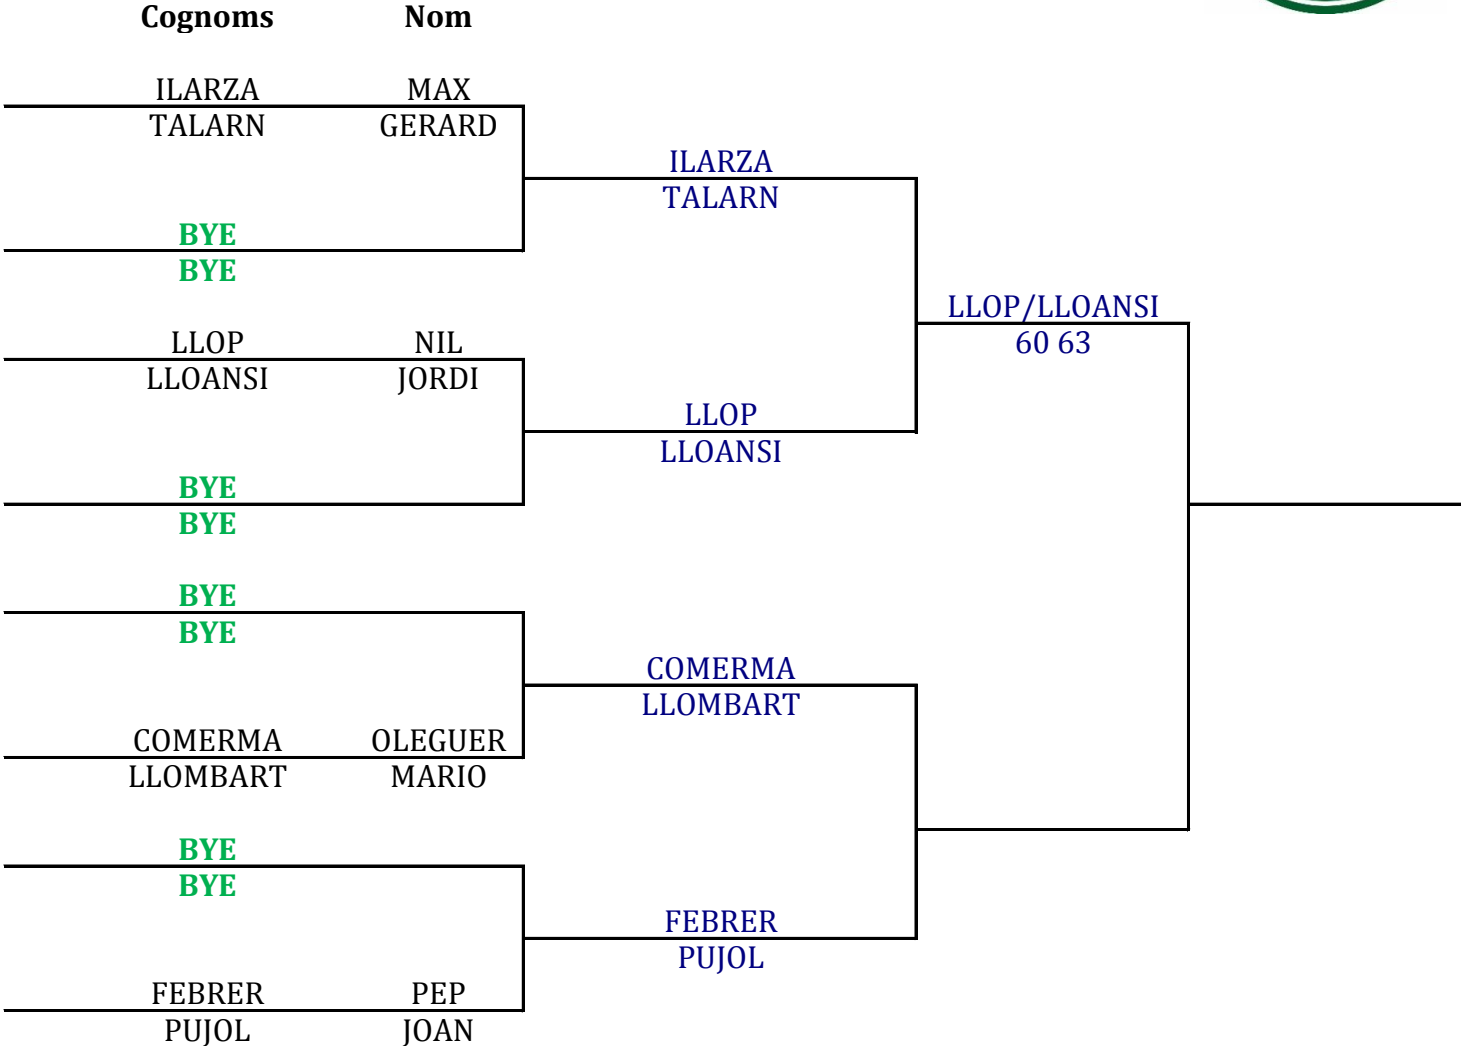 Cognoms Nom
ILARZA MAX
TALARN GERARD
ILARZA
TALARN
BYE
BYE
LLOP/LLOANSI
60 63
LLOP NIL
LLOANSI JORDI
LLOP
LLOANSI
BYE
BYE
BYE
BYE
COMERMA
LLOMBART
COMERMA OLEGUER
LLOMBART MARIO
BYE
BYE
FEBRER
PUJOL
FEBRER PEP
PUJOL JOAN